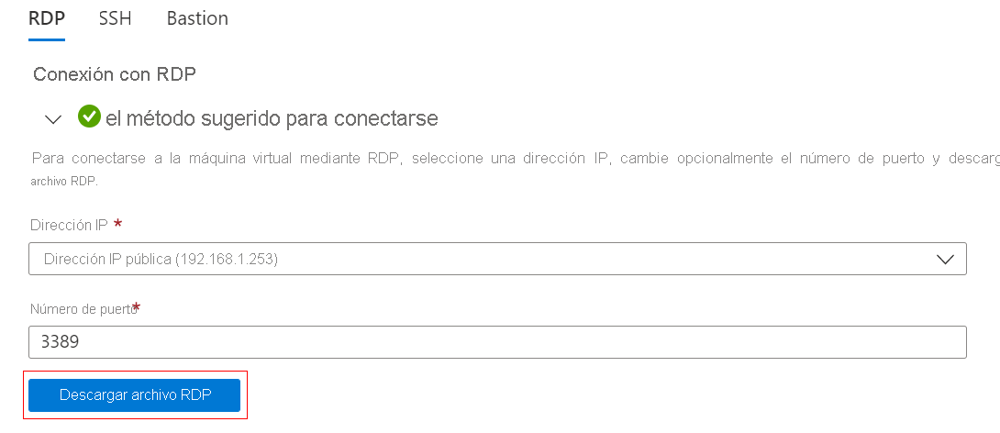 RDP SSH Bastion
Conexión con RDP
el método sugerido para conectarse
Para conectarse a la máquina virtual mediante RDP, seleccione una dirección IP, cambie opcionalmente el número de puerto y descarg
archivo RDP.
Dirección IP *
Dirección IP pública (192.168.1.253)
Número de puerto*
3389
Descargar archivo RDP